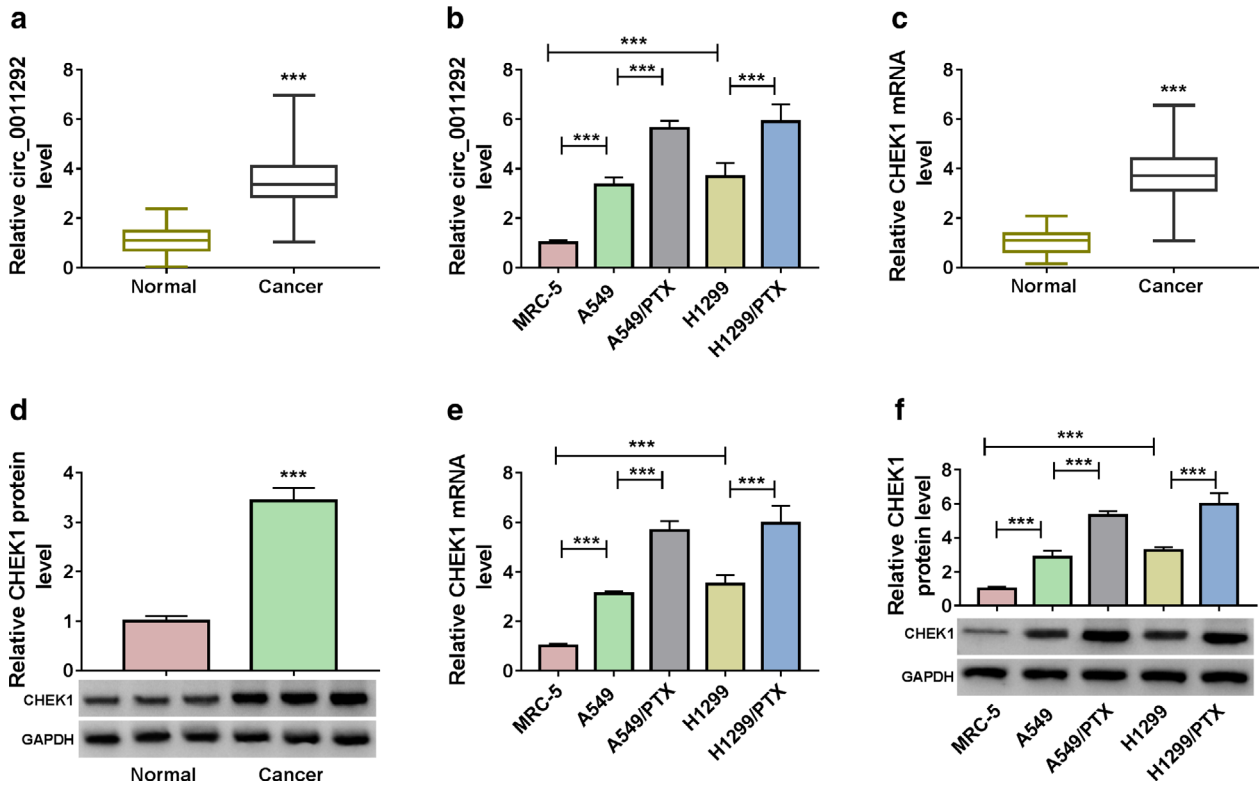 a
Relative circ_0011292
level
8
6
4
2
0
***
Normal
Cancer
b
Relative circ_0011292
level
8
6
4
2
0
***
***
***
***
MRC-5
A549
A549/PTX
H1299
H1299/PTX
c
Relative CHEK1 mRNA
level
8
6
4
2
0
***
Normal
Cancer
d
Relative CHEK1 protein
level
4
3
2
1
0
***
CHEK1
GAPDH
Normal
Cancer
e
Relative CHEK1 mRNA
level
8
6
4
2
0
***
***
***
***
MRC-5
A549
A549/PTX
H1299
H1299/PTX
f
Relative CHEK1
protein level
8
6
4
2
0
***
***
***
***
CHEK1
GAPDH
MRC-5
A549
A549/PTX
H1299
H1299/PTX